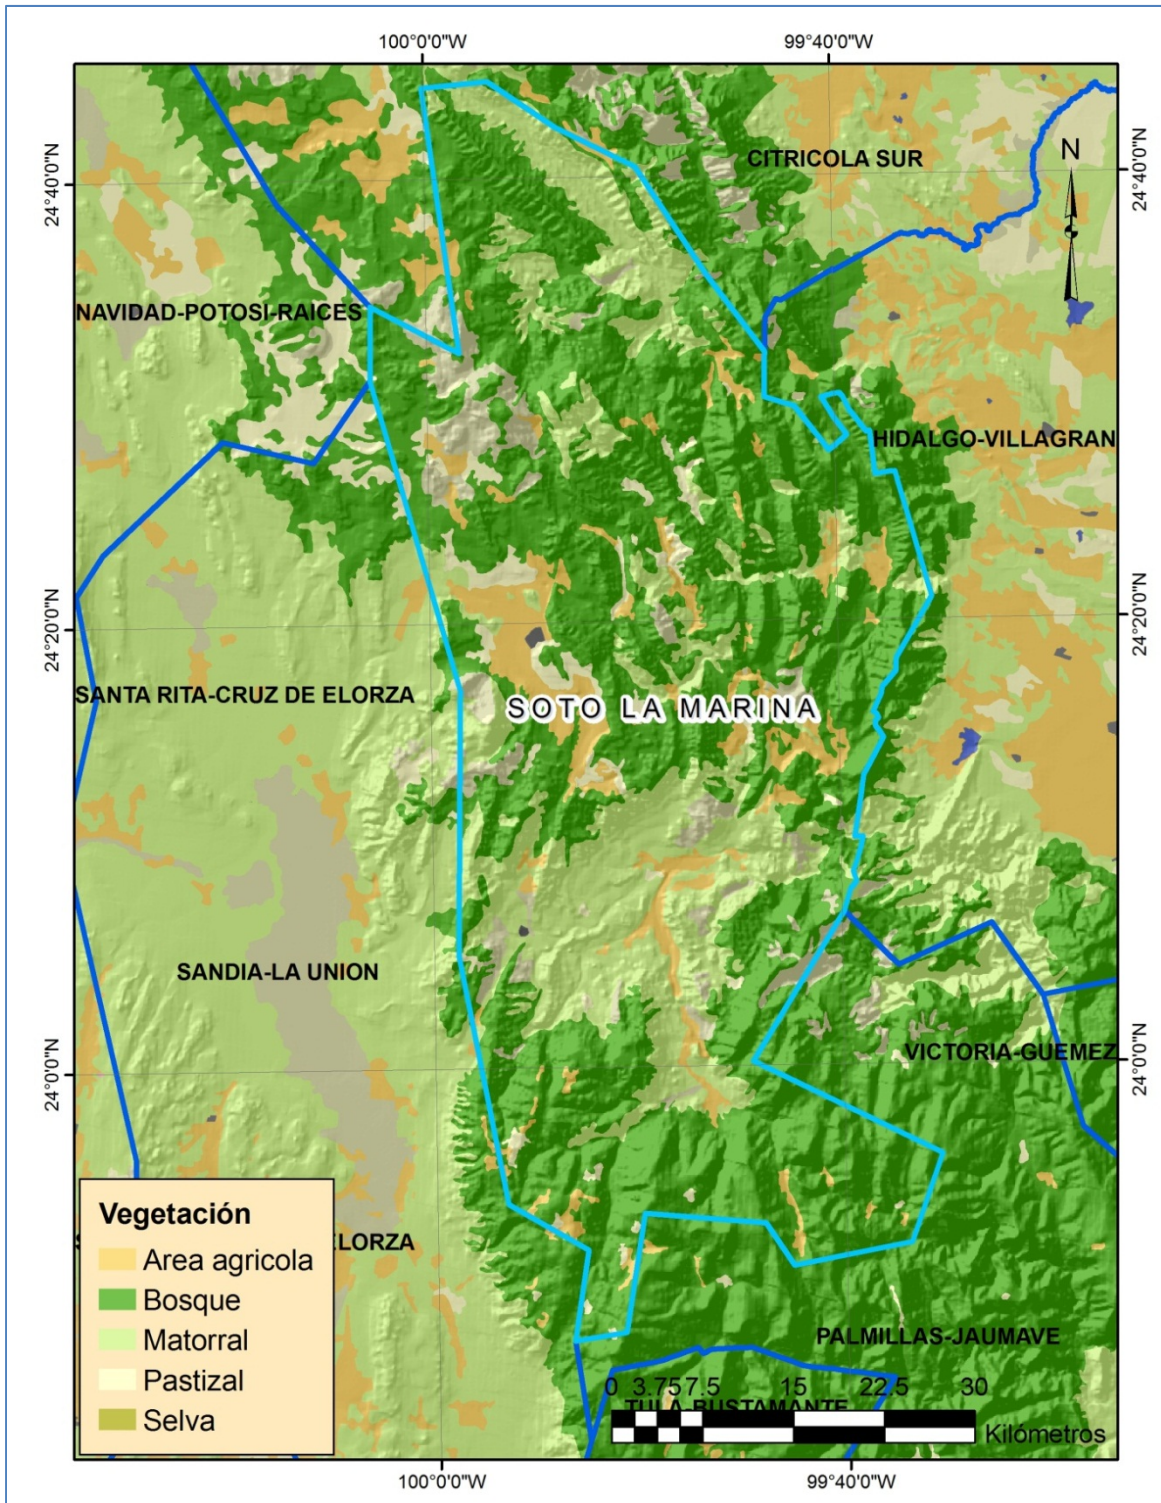 100°0'0"W
99°40'0"W
24°40'0"N
CITRICOLA SUR
N
24°40'0"N
NAVIDAD-POTOSI-RAICES
HIDALGO-VILLAGRAN
24°20'0"N
24°20'0"N
SANTA RITA-CRUZ DE ELORZA
SOTO LA MARINA
SANDIA-LA UNION
24°0'0"N
VICTORIA-GUEMEZ
24°0'0"N
Vegetación
ELORZA
Area agricola
Bosque
Matorral
Pastizal
Selva
PALMILLAS-JAUMAVE
0 3.75 7.5 15 22.5 30
TULA-BUSTAMANTE
Kilómetros
100°0'0"W
99°40'0"W